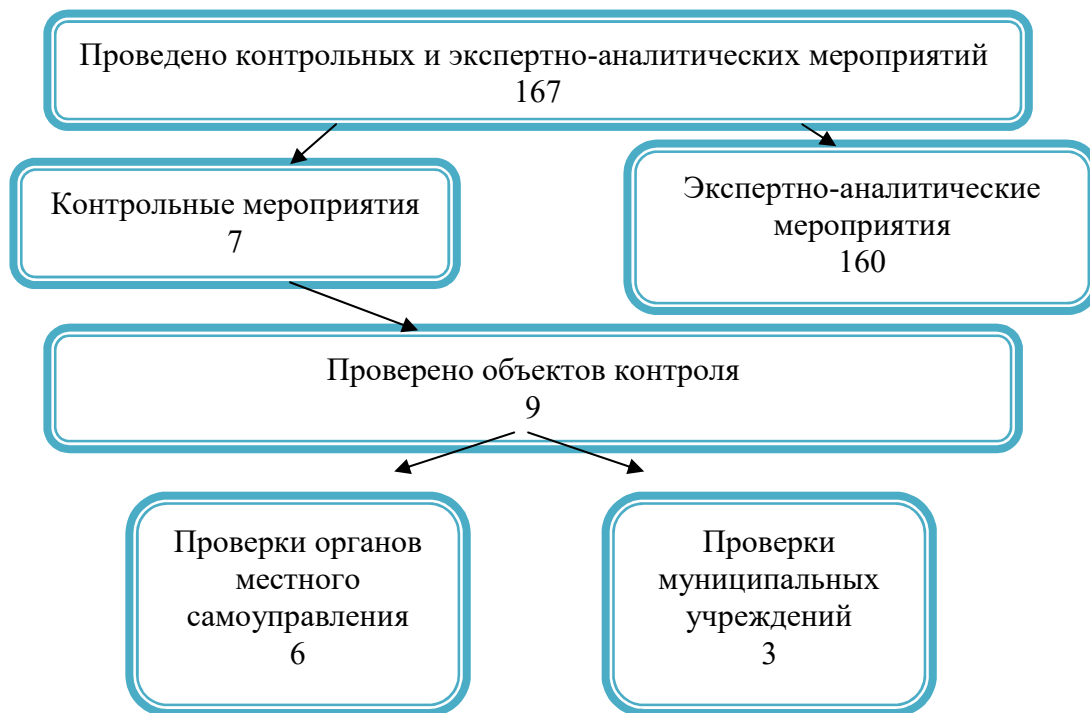 Проведено контрольных и экспертно-аналитических мероприятий
167
Контрольные мероприятия
7
Экспертно-аналитические
мероприятия
160
Проверено объектов контроля
9
Проверки органов
местного
самоуправления
6
Проверки
муниципальных
учреждений
3